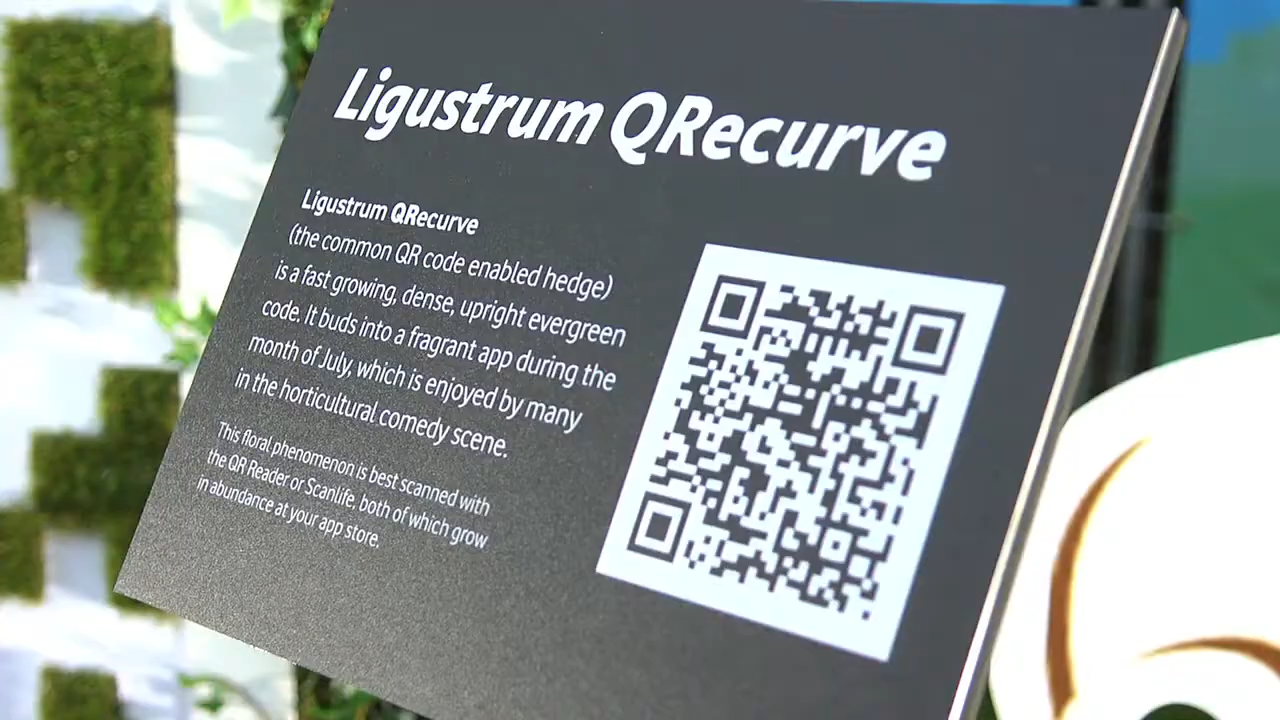 Ligustrum QRecurve
Ligustrum QRecurve
(the common QR code enabled hedge)
is a fast growing, dense, upright evergreen
code. It buds into a fragrant app during the
month of July, which is enjoyed by many
in the horticultural comedy scene.
This floral phenomenon is best scanned with
the QR Reader or Scanlife, both of which grow
in abundance at your app store.